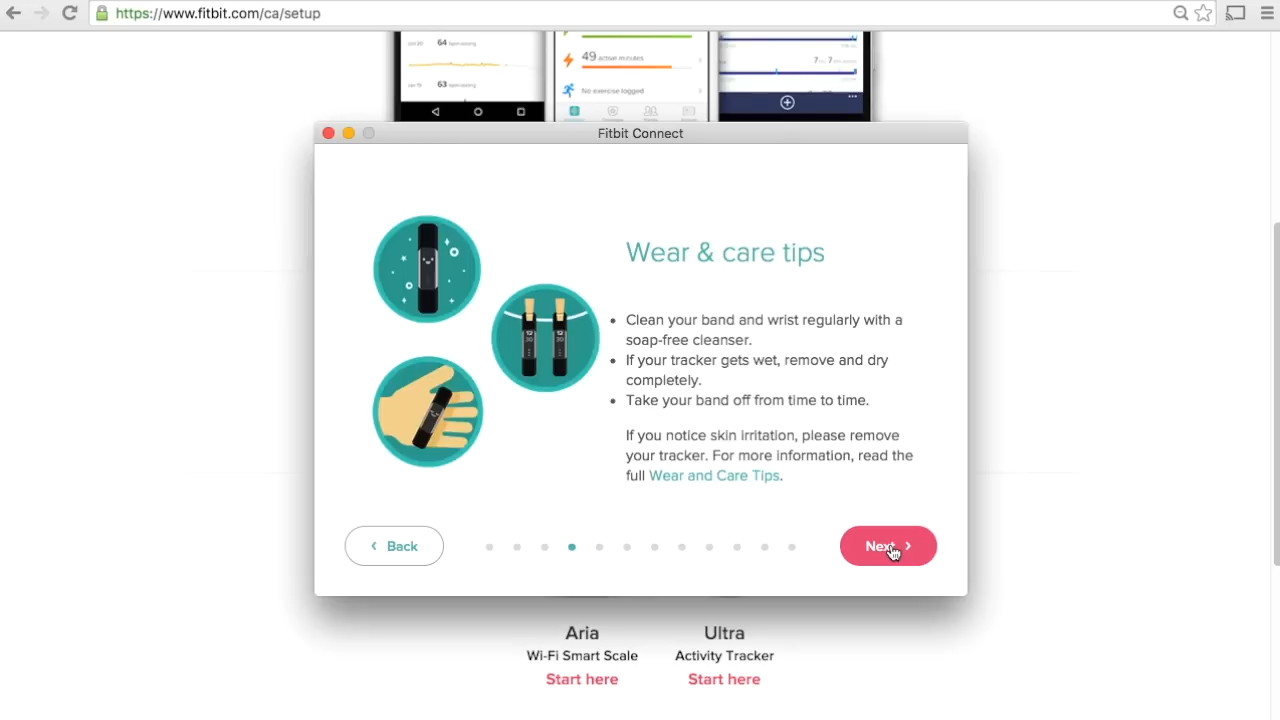 https://www.fitbit.com/ca/setup
64
49 active minutes
63
No exercise logged
Fitbit Connect
Wear & care tips
• Clean your band and wrist regularly with a
soap-free cleanser.
• If your tracker gets wet, remove and dry
completely.
• Take your band off from time to time.
If you notice skin irritation, please remove
your tracker. For more information, read the
full Wear and Care Tips.
Back
Next
Aria
Ultra
Wi-Fi Smart Scale
Activity Tracker
Start here
Start here